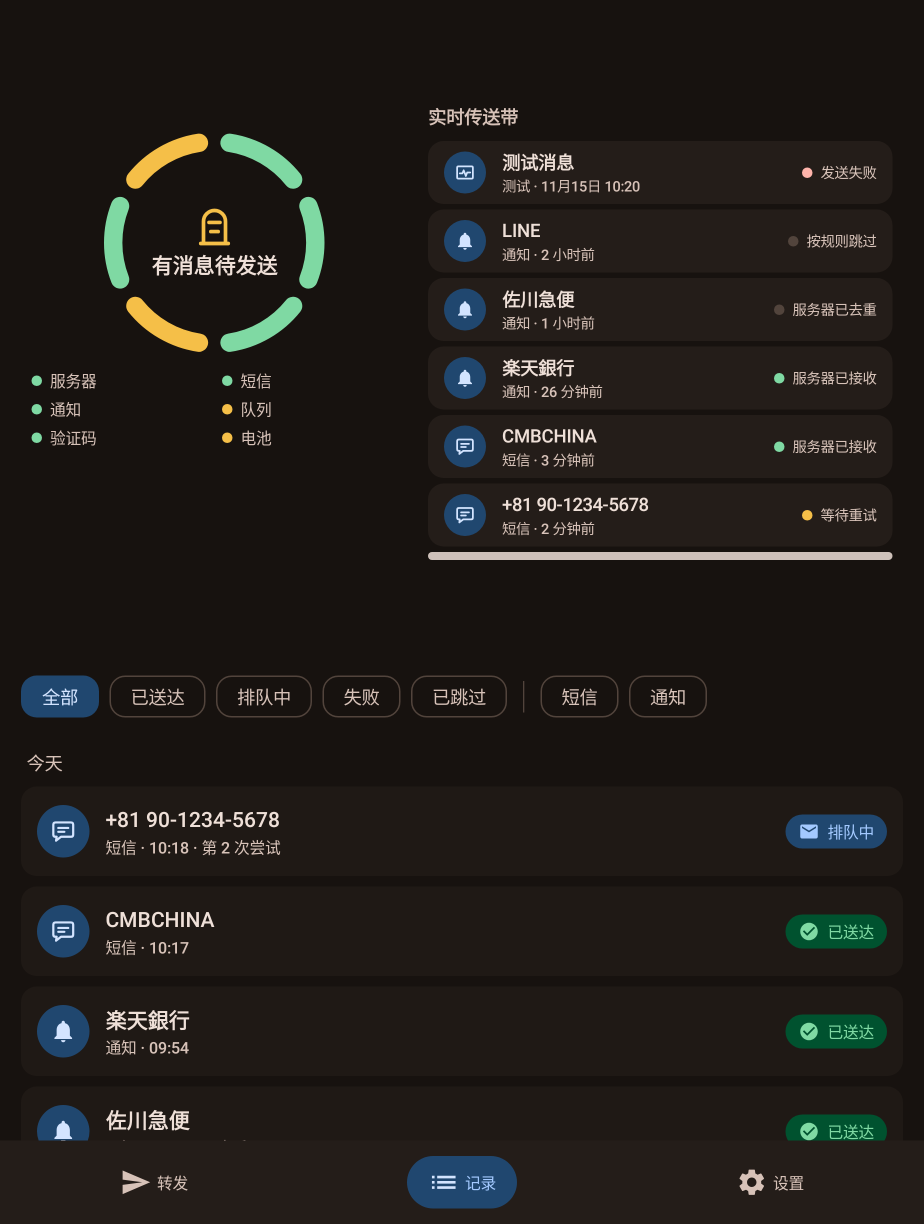 有消息待发送
服务器
短信
通知
队列
验证码
电池
实时传送带
测试消息
测试 · 11月15日 10:20
发送失败
LINE
通知 · 2 小时前
按规则跳过
佐川急便
通知 · 1 小时前
服务器已去重
楽天銀行
通知 · 26 分钟前
服务器已接收
CMBCHINA
短信 · 3 分钟前
服务器已接收
+81 90-1234-5678
短信 · 2 分钟前
等待重试
全部
已送达
排队中
失败
已跳过
短信
通知
今天
+81 90-1234-5678
短信 · 10:18 · 第 2 次尝试
排队中
CMBCHINA
短信 · 10:17
已送达
楽天銀行
通知 · 09:54
已送达
佐川急便
已送达
转发
记录
设置